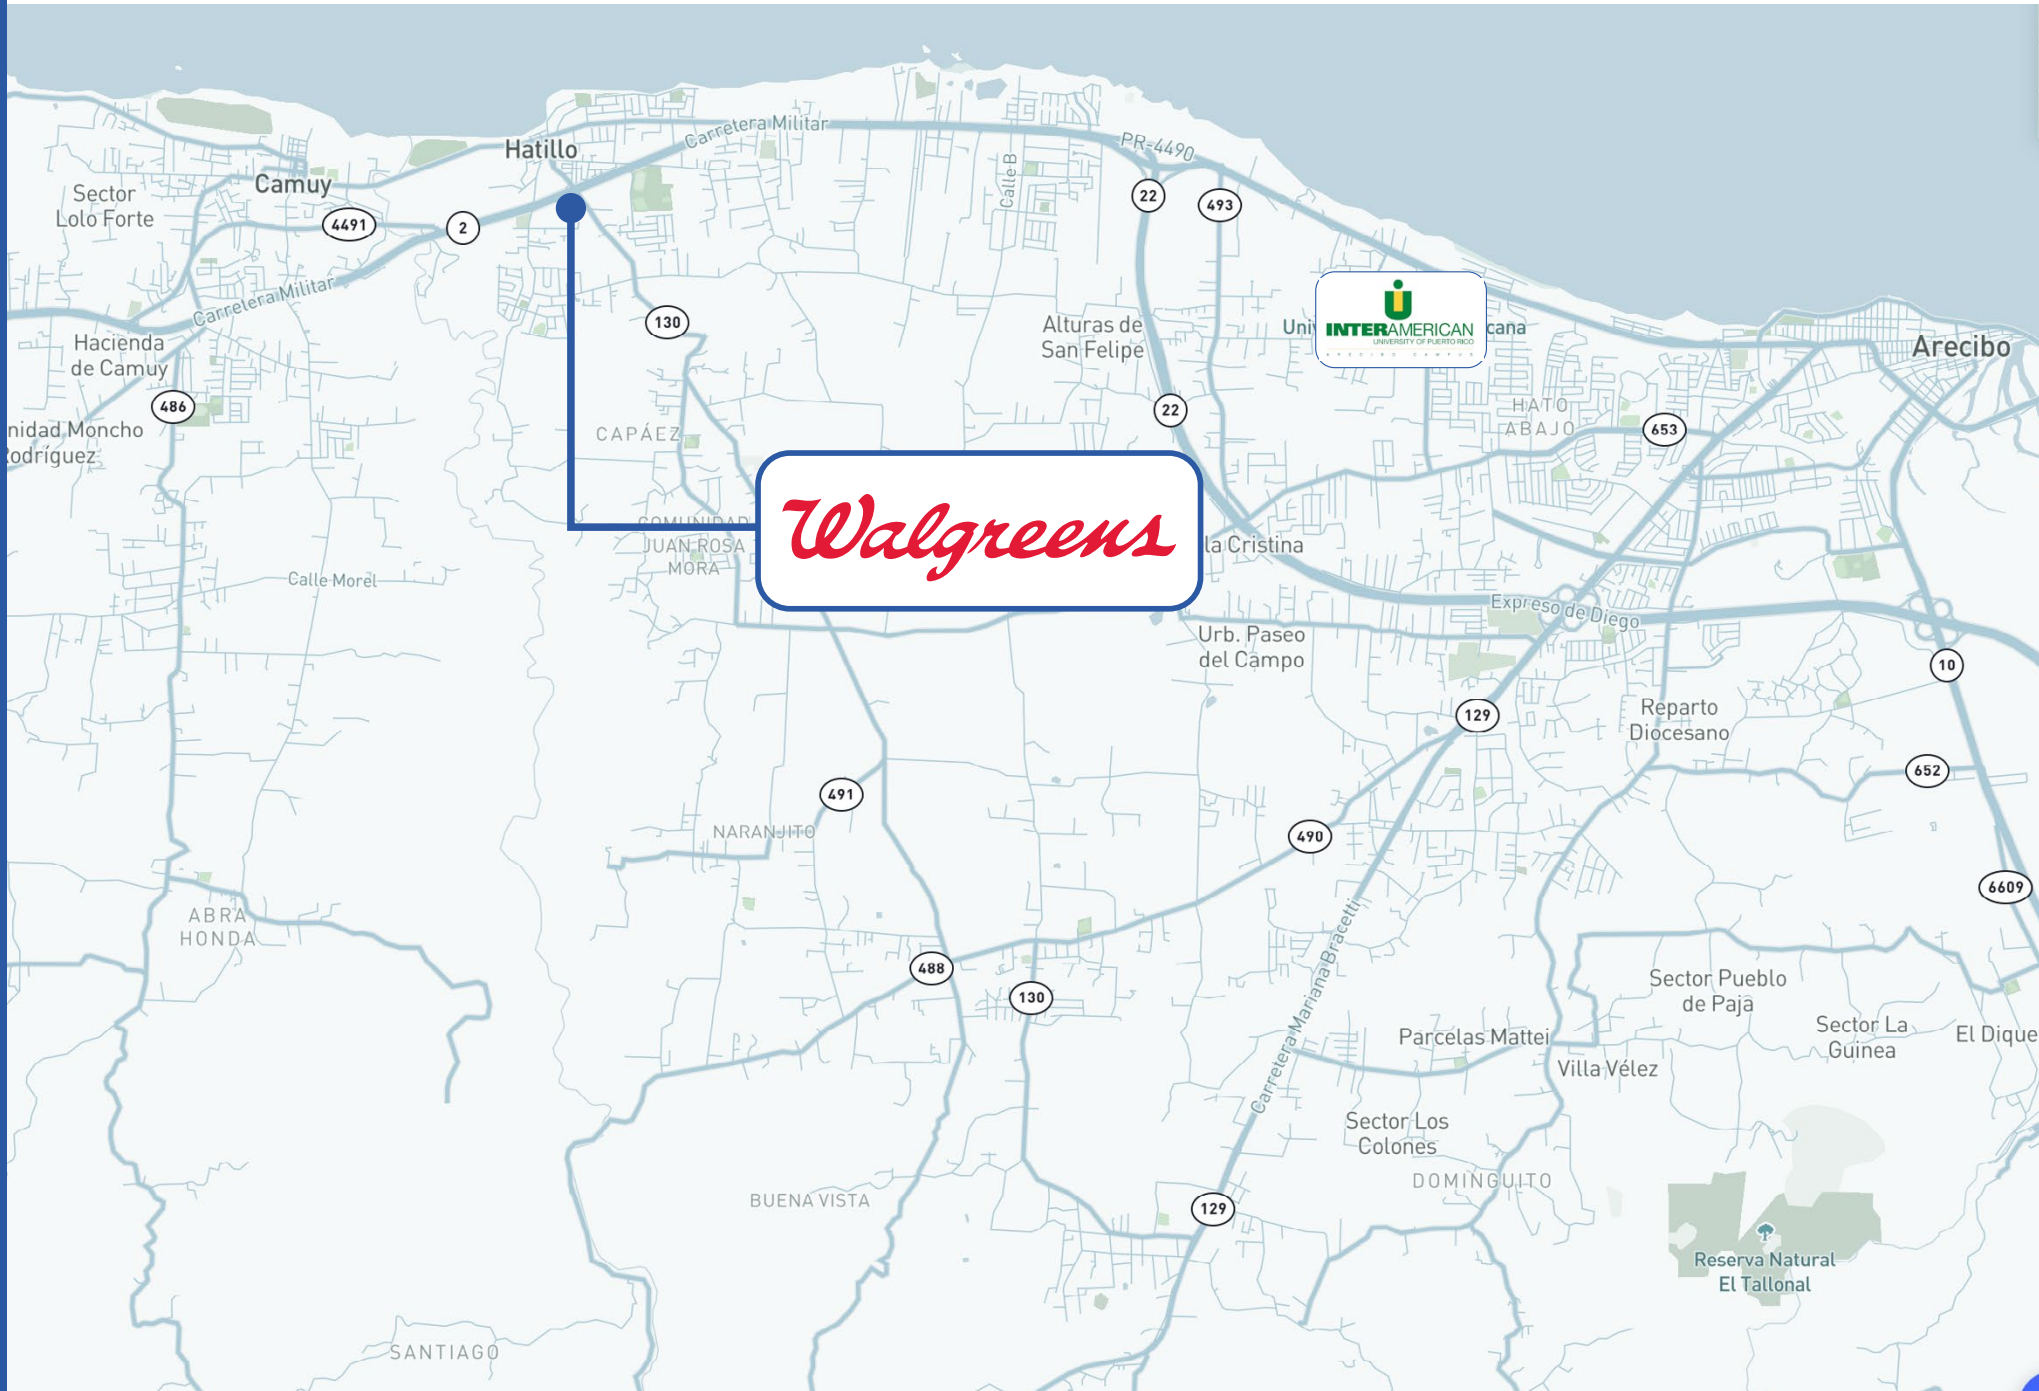 Carretera Militar
PR-4490
Hatillo
Camuy
Sector
Lolo Forte
Calle B
4491
2
22
493
Carretera Militar
130
Alturas de
San Felipe
Uni
INTERAMERICAN
UNIVERSITY OF PUERTO RICO
ARECIBO CAMPUS
cana
Arecibo
Hacienda
de Camuy
486
22
HATO
ABAJO
653
nidad Moncho
Rodríguez
CAPÁEZ
COMUNIDAD
JUAN ROSA
MORA
Walgreens
la Cristina
Calle Morel
Expreso de Diego
Urb. Paseo
del Campo
10
129
Reparto
Diocesano
652
491
NARANJITO
490
6609
ABRA
HONDA
488
130
Carretera Mariana Bracetti
Sector Pueblo
de Paja
Sector La
Guinea
El Dique
Parcelas Mattei
Villa Vélez
Sector Los
Colones
DOMINGUITO
BUENA VISTA
129
Reserva Natural
El Tallonal
SANTIAGO